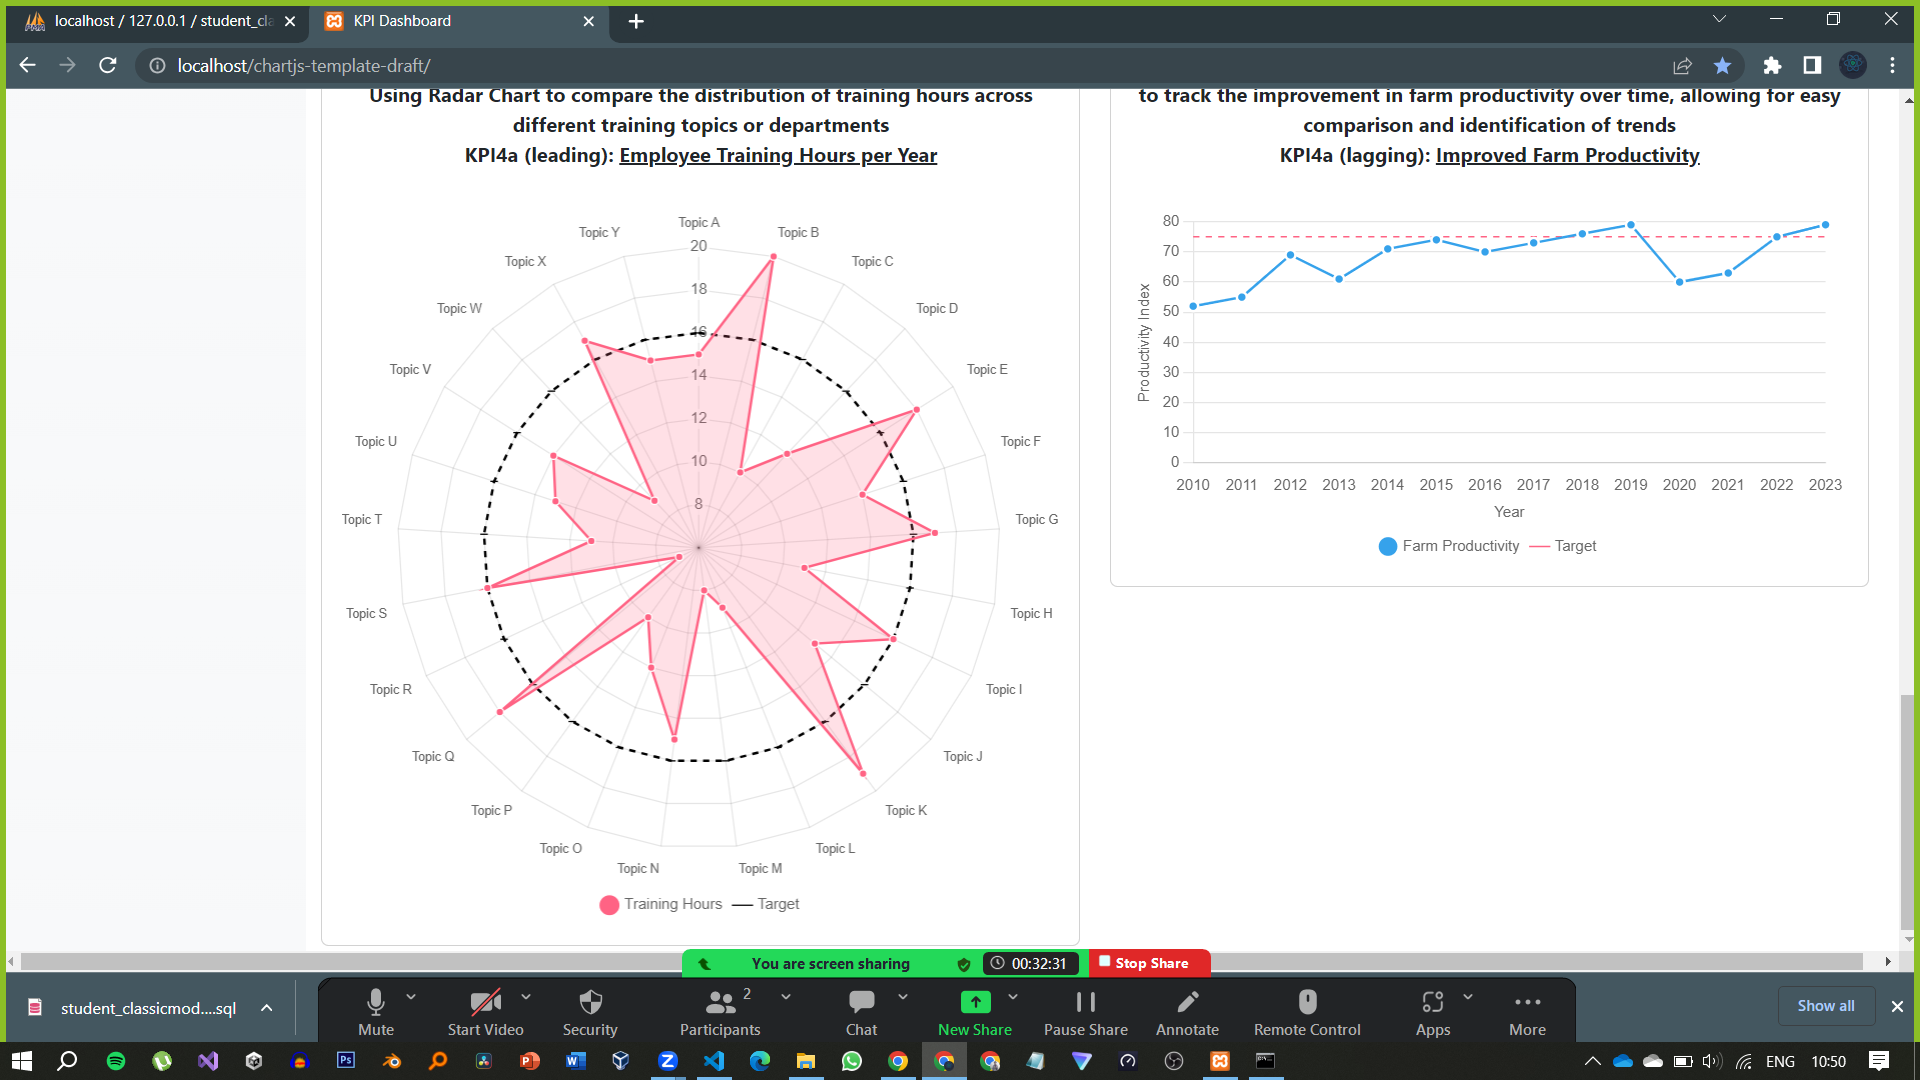 localhost / 127.0.0.1 / student_cla
KPI Dashboard
localhost/chartjs-template-draft/
Using Radar Chart to compare the distribution of training hours across
different training topics or departments
KPI4a (leading): Employee Training Hours per Year
Topic A
Topic B
Topic C
Topic D
Topic E
Topic F
Topic G
Topic H
Topic I
Topic J
Topic K
Topic L
Topic M
Topic N
Topic O
Topic P
Topic Q
Topic R
Topic S
Topic T
Topic U
Topic V
Topic W
Topic X
Topic Y
20
18
16
14
12
10
8
Training Hours
Target
to track the improvement in farm productivity over time, allowing for easy
comparison and identification of trends
KPI4a (lagging): Improved Farm Productivity
Productivity Index
80
70
60
50
40
30
20
10
0
2010 2011 2012 2013 2014 2015 2016 2017 2018 2019 2020 2021 2022 2023
Year
Farm Productivity
Target
You are screen sharing
00:32:31
Stop Share
student_classicmod....sql
Mute
Start Video
Security
2
Participants
Chat
New Share
Pause Share
Annotate
Remote Control
Apps
More
Show all
ENG
10:50